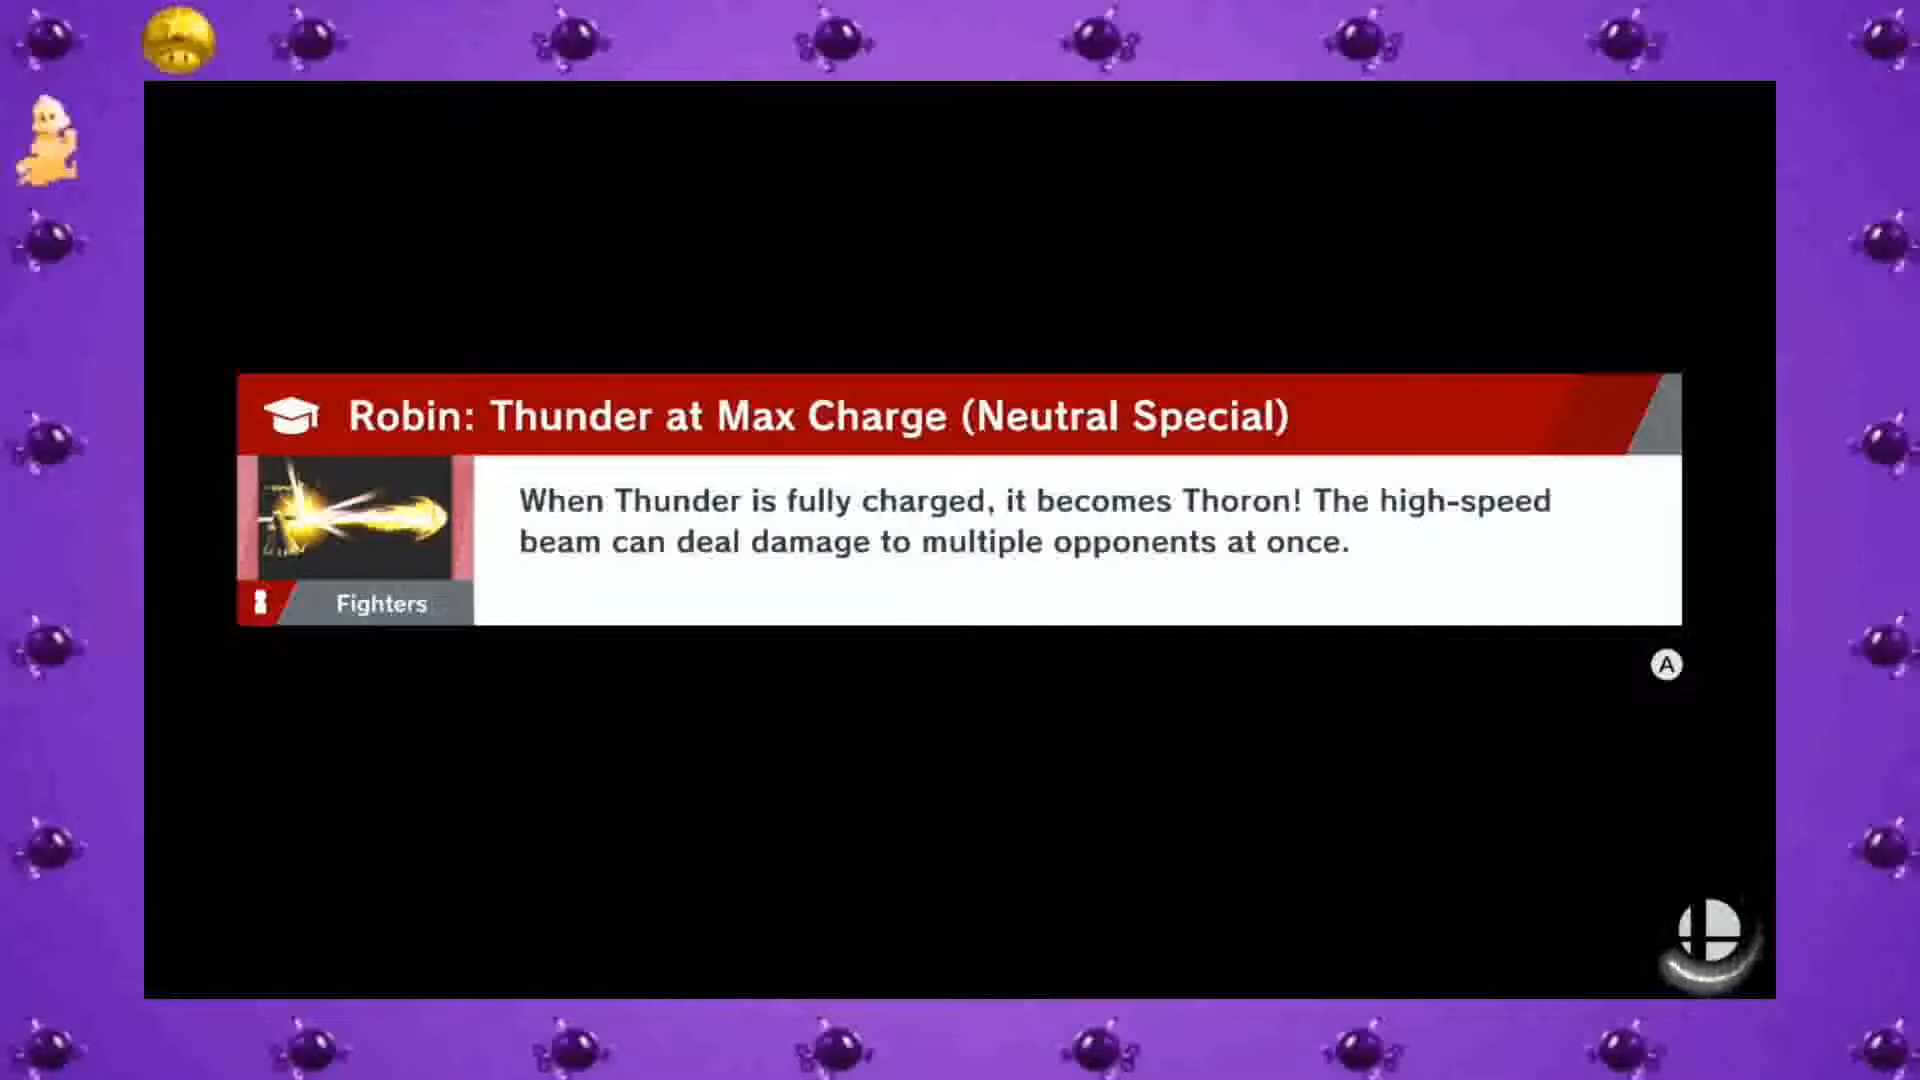 Robin: Thunder at Max Charge (Neutral Special)
When Thunder is fully charged, it becomes Thoron! The high-speed
beam can deal damage to multiple opponents at once.
Fighters
A